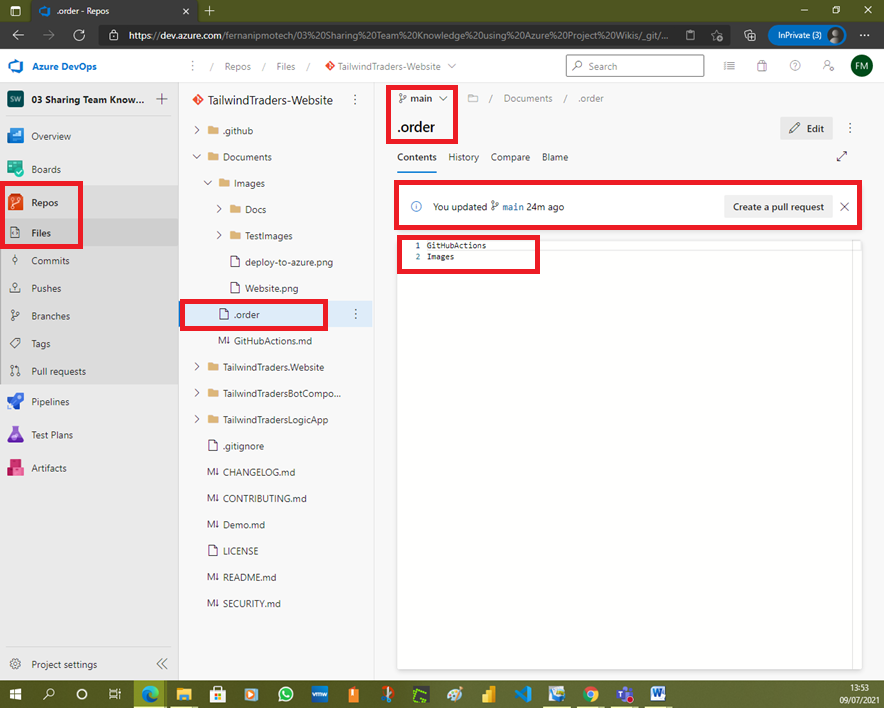 .order - Repos
https://dev.azure.com/fernanipmotech/03%20Sharing%20Team%20Knowledge%20using%20Azure%20Project%20Wikis/_git/...
InPrivate (3)
Azure DevOps
/ Repos / Files / TailwindTraders-Website
Search
FM
SW 03 Sharing Team Know...
Overview
Boards
Repos
Files
Commits
Pushes
Branches
Tags
Pull requests
Pipelines
Test Plans
Artifacts
Project settings
TailwindTraders-Website
.github
Documents
Images
Docs
TestImages
deploy-to-azure.png
Website.png
.order
M↓ GitHubActions.md
TailwindTraders.Website
TailwindTradersBotCompo...
TailwindTradersLogicApp
.gitignore
M↓ CHANGELOG.md
M↓ CONTRIBUTING.md
M↓ Demo.md
LICENSE
M↓ README.md
M↓ SECURITY.md
main / Documents / .order
.order
Edit
Contents History Compare Blame
You updated main 24m ago
Create a pull request
1 GitHubActions
2 Images
vmw
13:53
09/07/2021